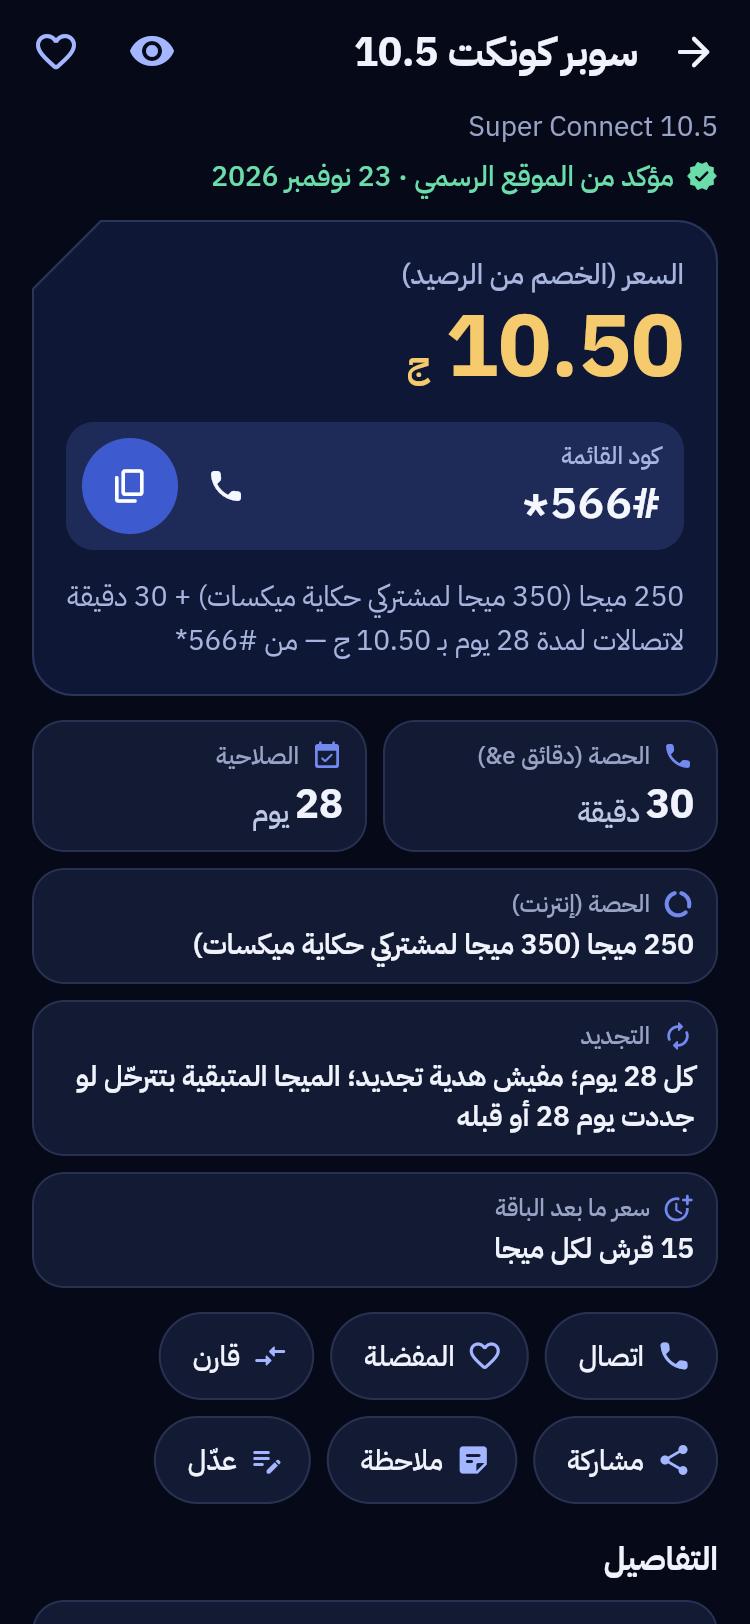 سوبر كونكت 10.5
Super Connect 10.5
مؤكد من الموقع الرسمي · 23 نوفمبر 2026
السعر (الخصم من الرصيد)
10.50 ج
كود القائمة
*566#
250 ميجا (350 ميجا لمشتركي حكاية ميكسات) + 30 دقيقة
لاتصالات لمدة 28 يوم بـ 10.50 ج — من #566*
الحصة (دقائق e&)
30 دقيقة
الصلاحية
28 يوم
الحصة (إنترنت)
250 ميجا (350 ميجا لمشتركي حكاية ميكسات)
التجديد
كل 28 يوم؛ مفيش هدية تجديد؛ الميجا المتبقية بتترحّل لو
جددت يوم 28 أو قبله
سعر ما بعد الباقة
15 قرش لكل ميجا
اتصال
المفضلة
قارن
مشاركة
ملاحظة
عدّل
التفاصيل